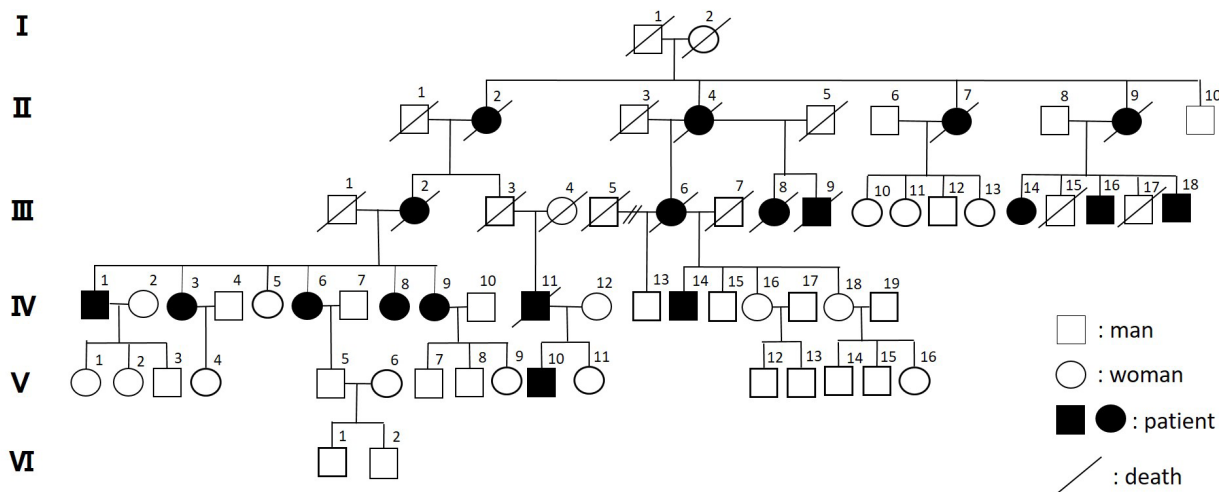 I
1 2
II
1 2 3 4 5 6 7 8 9 10
III
1 2 3 4 5 6 7 8 9 10 11 12 13 14 15 16 17 18
IV
1 2 3 4 5 6 7 8 9 10 11 12 13 14 15 16 17 18 19
V
1 2 3 4 5 6 7 8 9 10 11 12 13 14 15 16
VI
1 2
: man
: woman
: patient
: death